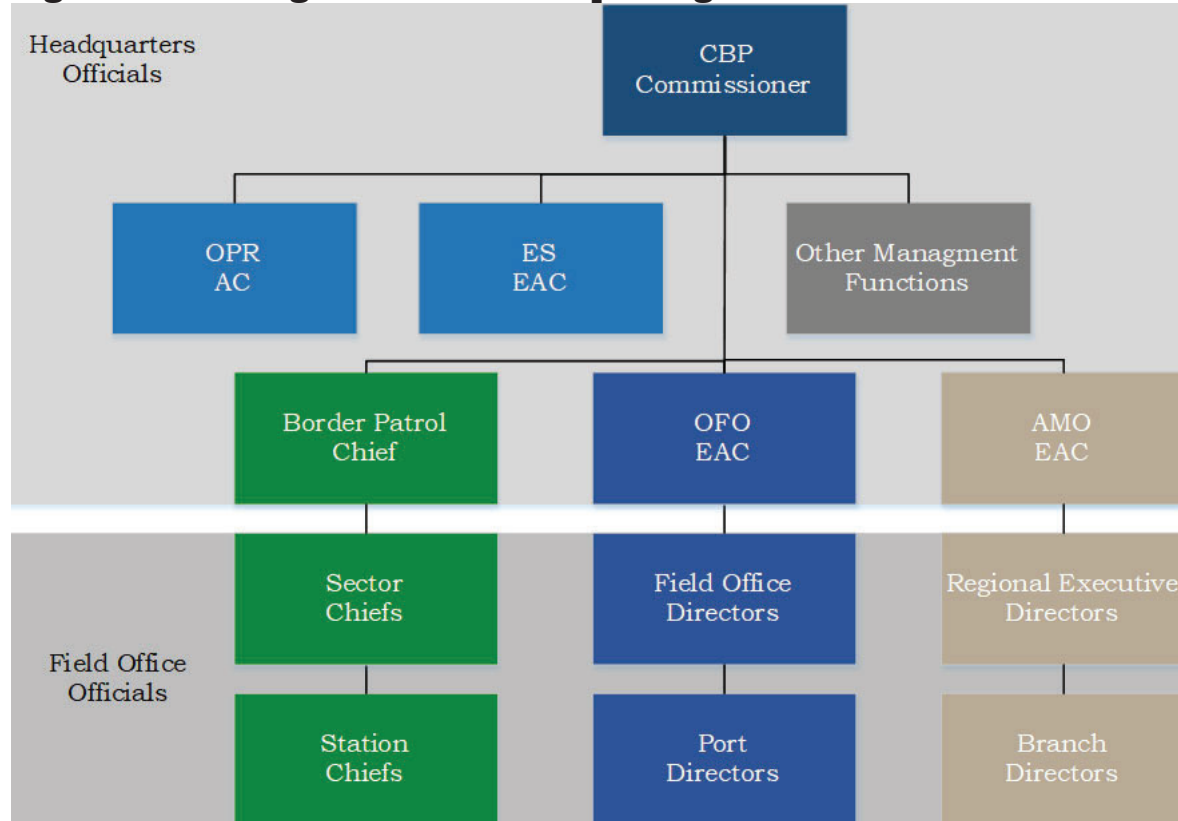 Headquarters
Officials
CBP
Commissioner
OPR
AC
ES
EAC
Other Managment
Functions
Border Patrol
Chief
OFO
EAC
AMO
EAC
Sector
Chiefs
Field Office
Directors
Regional Executive
Directors
Field Office
Officials
Station
Chiefs
Port
Directors
Branch
Directors